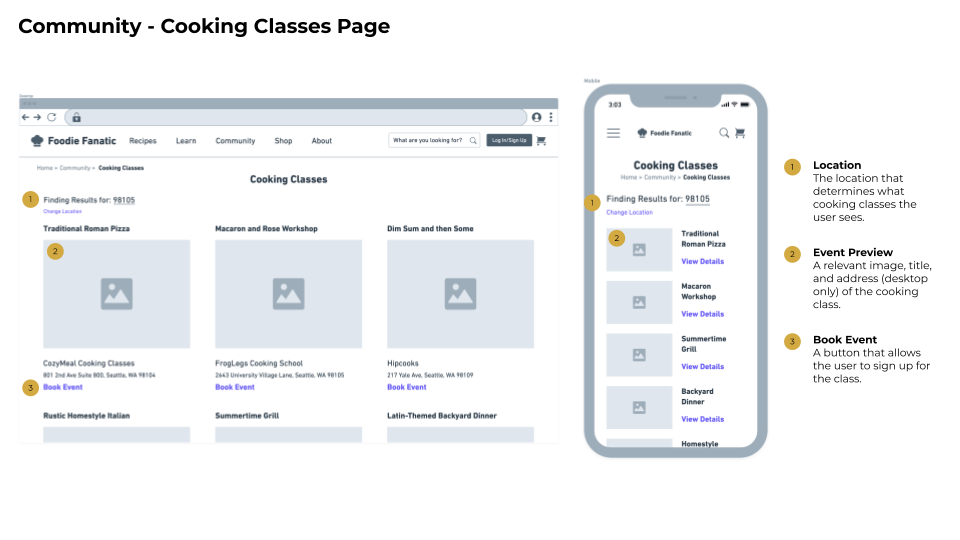 Community - Cooking Classes Page
Desktop
Foodie Fanatic
Recipes
Learn
Community
Shop
About
What are you looking for?
Log In/Sign Up
Home > Community > Cooking Classes
Cooking Classes
1
Finding Results for: 98105
Change Location
Traditional Roman Pizza
Macaron and Rose Workshop
Dim Sum and then Some
2
CozyMeal Cooking Classes
FrogLegs Cooking School
Hipcooks
801 2nd Ave Suite 800, Seattle, WA 98104
2643 University Village Lane, Seattle, WA 98105
217 Yale Ave, Seattle, WA 98109
3
Book Event
Book Event
Book Event
Rustic Homestyle Italian
Summertime Grill
Latin-Themed Backyard Dinner
Mobile
3:03
Foodie Fanatic
Cooking Classes
Home > Community > Cooking Classes
1
Finding Results for: 98105
Change Location
2
Traditional
Roman Pizza
View Details
Macaron
Workshop
View Details
Summertime
Grill
View Details
Backyard
Dinner
View Details
Homestyle
1
Location
The location that
determines what
cooking classes the
user sees.
2
Event Preview
A relevant image, title,
and address (desktop
only) of the cooking
class.
3
Book Event
A button that allows
the user to sign up for
the class.